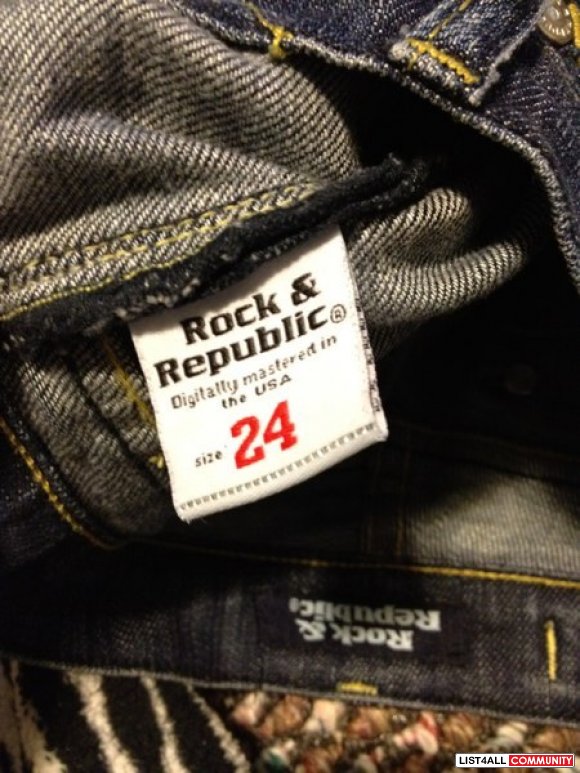 Rock &
Republic®
Digitally mastered in
the USA
size 24
Rock &
Republic
LIST4ALL COMMUNITY